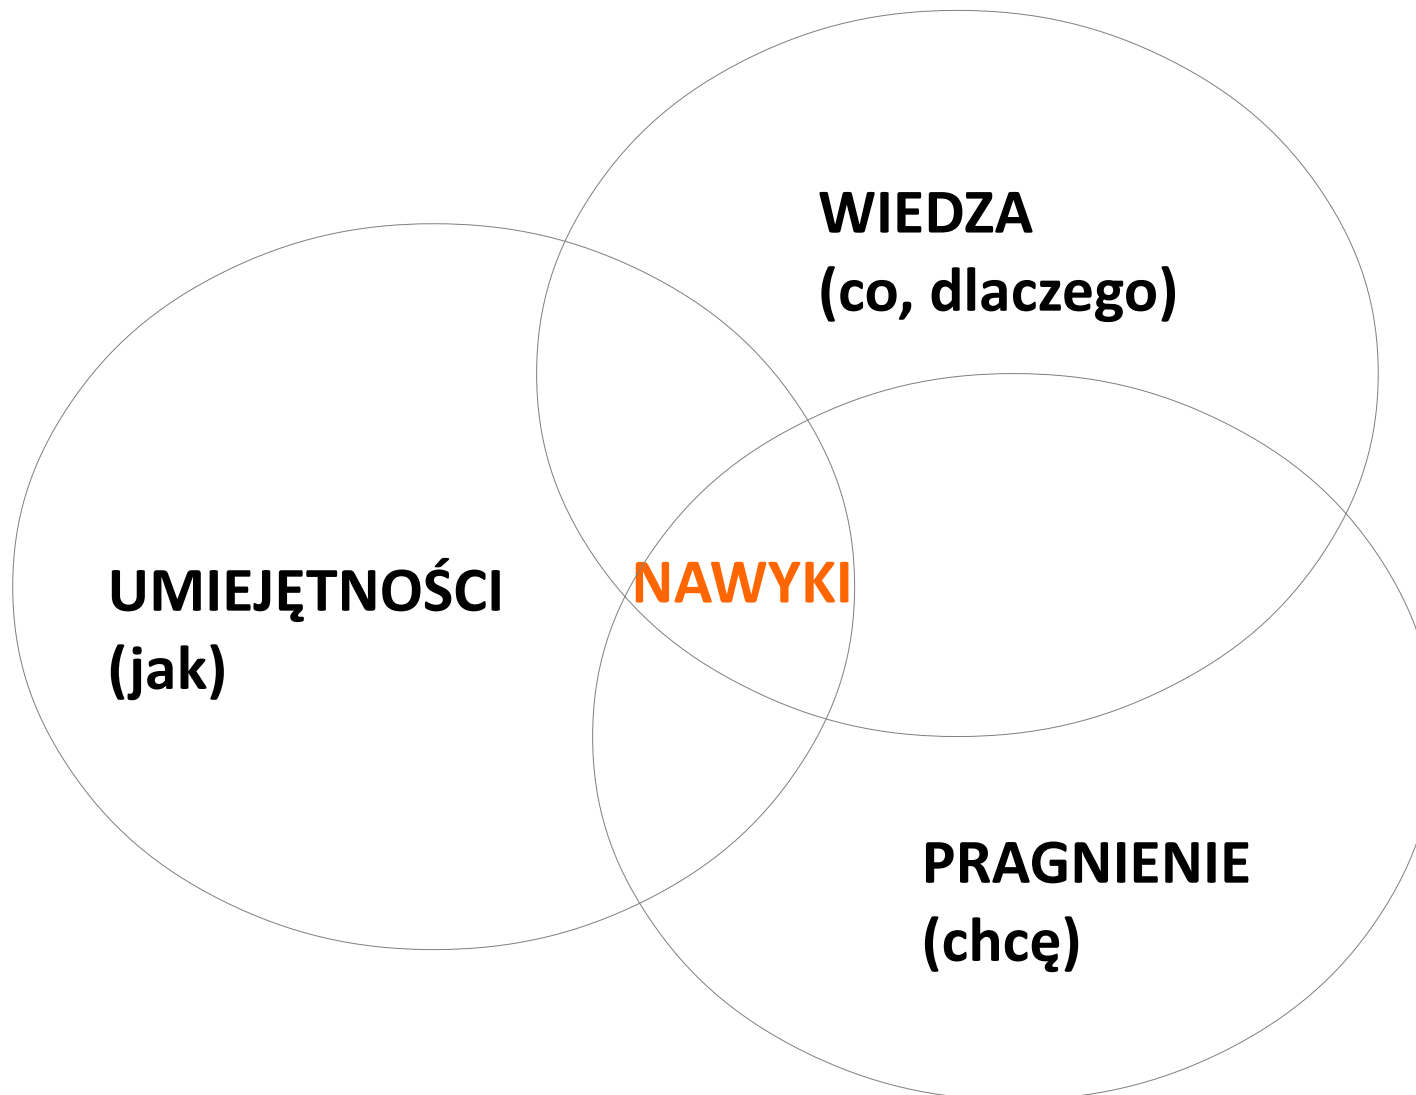 WIEDZA
(co, dlaczego)
UMIEJĘTNOŚCI
(jak)
NAWYKI
PRAGNIENIE
(chcę)